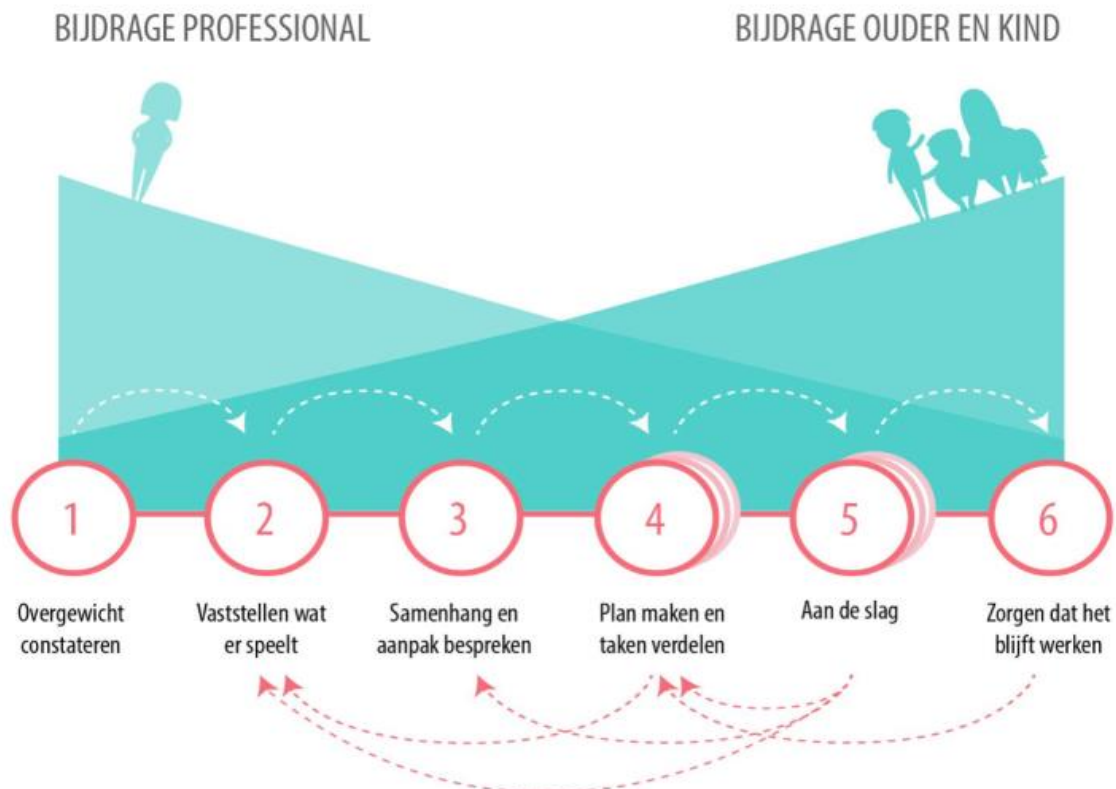 BIJDRAGE PROFESSIONAL
BIJDRAGE OUDER EN KIND
1
2
3
4
5
6
Overgewicht
constateren
Vaststellen wat
er speelt
Samenhang en
aanpak bespreken
Plan maken en
taken verdelen
Aan de slag
Zorgen dat het
blijft werken